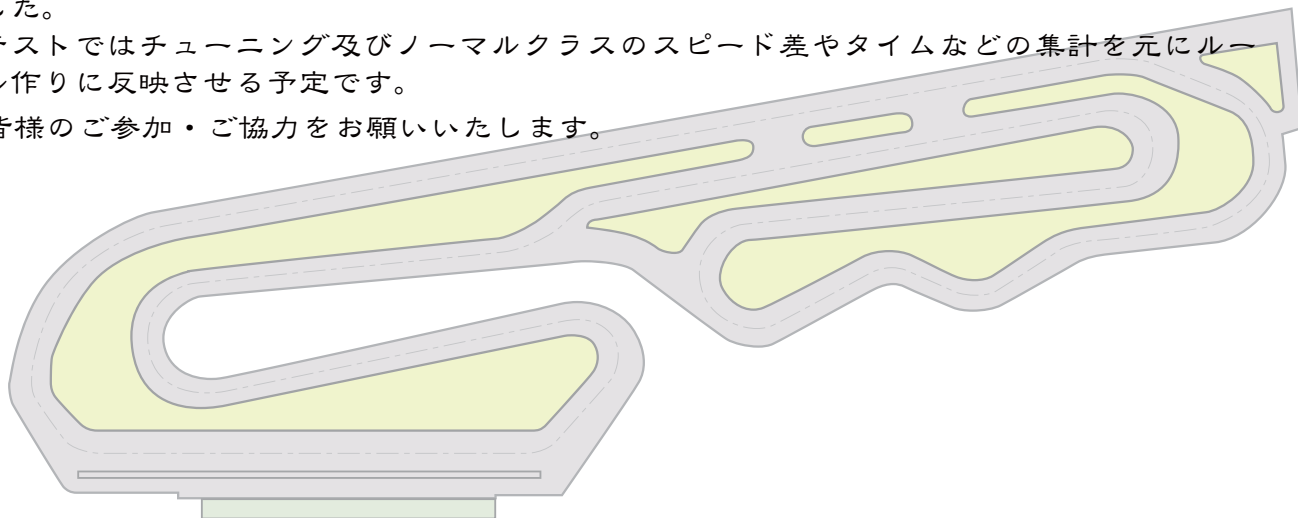 した。
テストではチューニング及びノーマルクラスのスピード差やタイムなどの集計を元にルー
ル作りに反映させる予定です。
皆様のご参加・ご協力をお願いいたします。